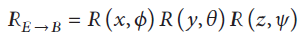 R_{E→B} = R(x,ϕ) R(y,θ) R(z,ψ)